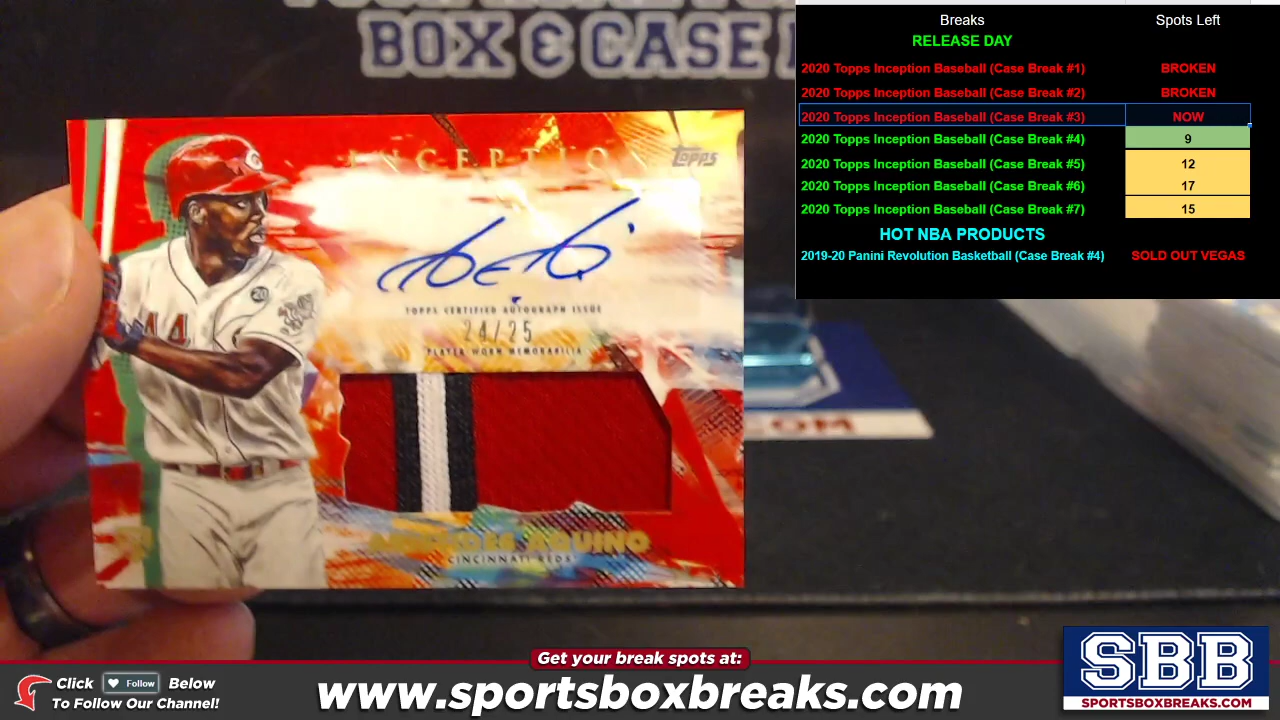 BOX & CASE
Breaks Spots Left
RELEASE DAY
2020 Topps Inception Baseball (Case Break #1) BROKEN
2020 Topps Inception Baseball (Case Break #2) BROKEN
2020 Topps Inception Baseball (Case Break #3) NOW
2020 Topps Inception Baseball (Case Break #4) 9
2020 Topps Inception Baseball (Case Break #5) 12
2020 Topps Inception Baseball (Case Break #6) 17
2020 Topps Inception Baseball (Case Break #7) 15
HOT NBA PRODUCTS
2019-20 Panini Revolution Basketball (Case Break #4) SOLD OUT VEGAS
INCEPTION
Topps
TOPPS CERTIFIED AUTOGRAPH ISSUE
24/25
PLAYER WORN MEMORABILIA
20
44
AQUINO
CINCINNATI REDS
.COM
Get your break spots at:
Click Follow Below
To Follow Our Channel!
www.sportsboxbreaks.com
SBB
SPORTSBOXBREAKS.COM